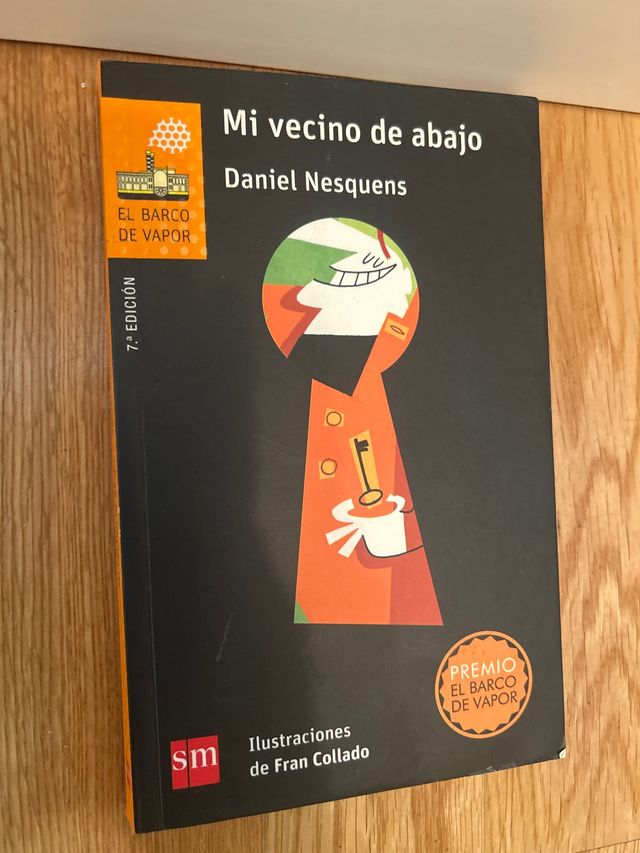 Mi vecino de abajo
Daniel Nesquens
EL BARCO
DE VAPOR
7.ª EDICIÓN
PREMIO
EL BARCO
DE VAPOR
sm
Ilustraciones
de Fran Collado